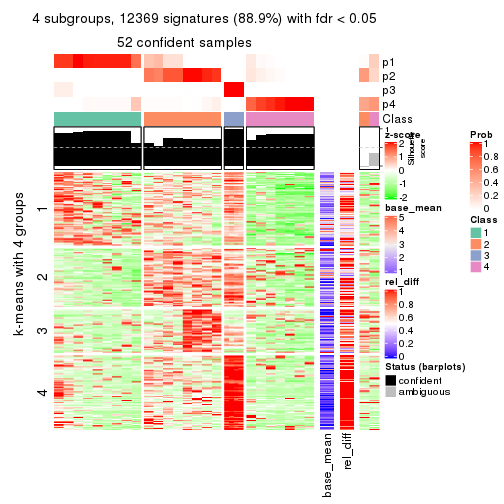 4 subgroups, 12369 signatures (88.9%) with fdr < 0.05
52 confident samples
p1
p2
p3
p4
Class
1
Silhouette
score
k-means with 4 groups
1
2
3
4
base_mean
rel_diff
z-score
2
1
0
-1
-2
base_mean
5
4
3
2
1
rel_diff
1
0.8
0.6
0.4
0.2
0
Status (barplots)
confident
ambiguous
Prob
1
0.8
0.6
0.4
0.2
0
Class
1
2
3
4